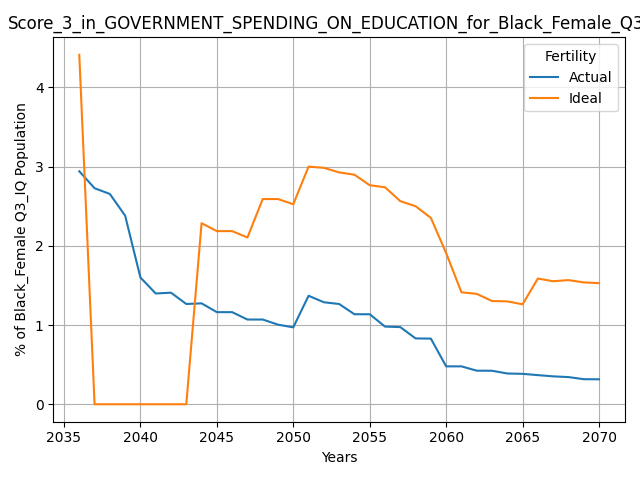 Score_3_in_GOVERNMENT_SPENDING_ON_EDUCATION_for_Black_Female_Q3
Fertility
Actual
Ideal
% of Black_Female Q3_IQ Population
4
3
2
1
0
2035 2040 2045 2050 2055 2060 2065 2070
Years